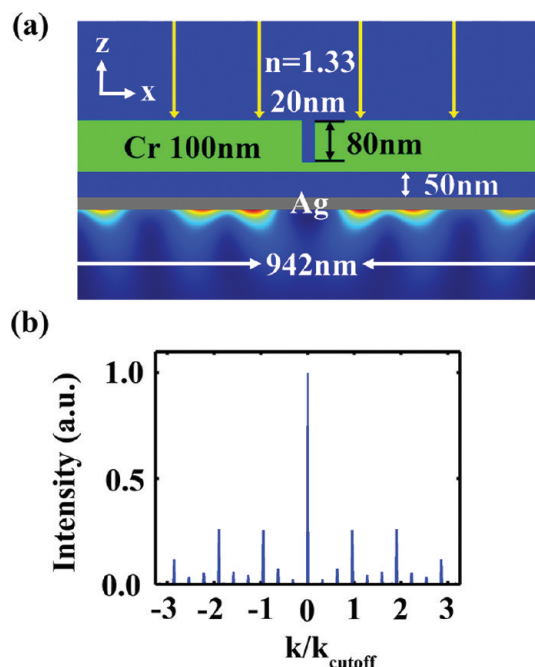 (a)
z
x
n=1.33
20nm
Cr 100nm
80nm
50nm
Ag
942nm
(b)
Intensity (a.u.)
1.0
0.5
0.0
-3 -2 -1 0 1 2 3
k/k_cutoff